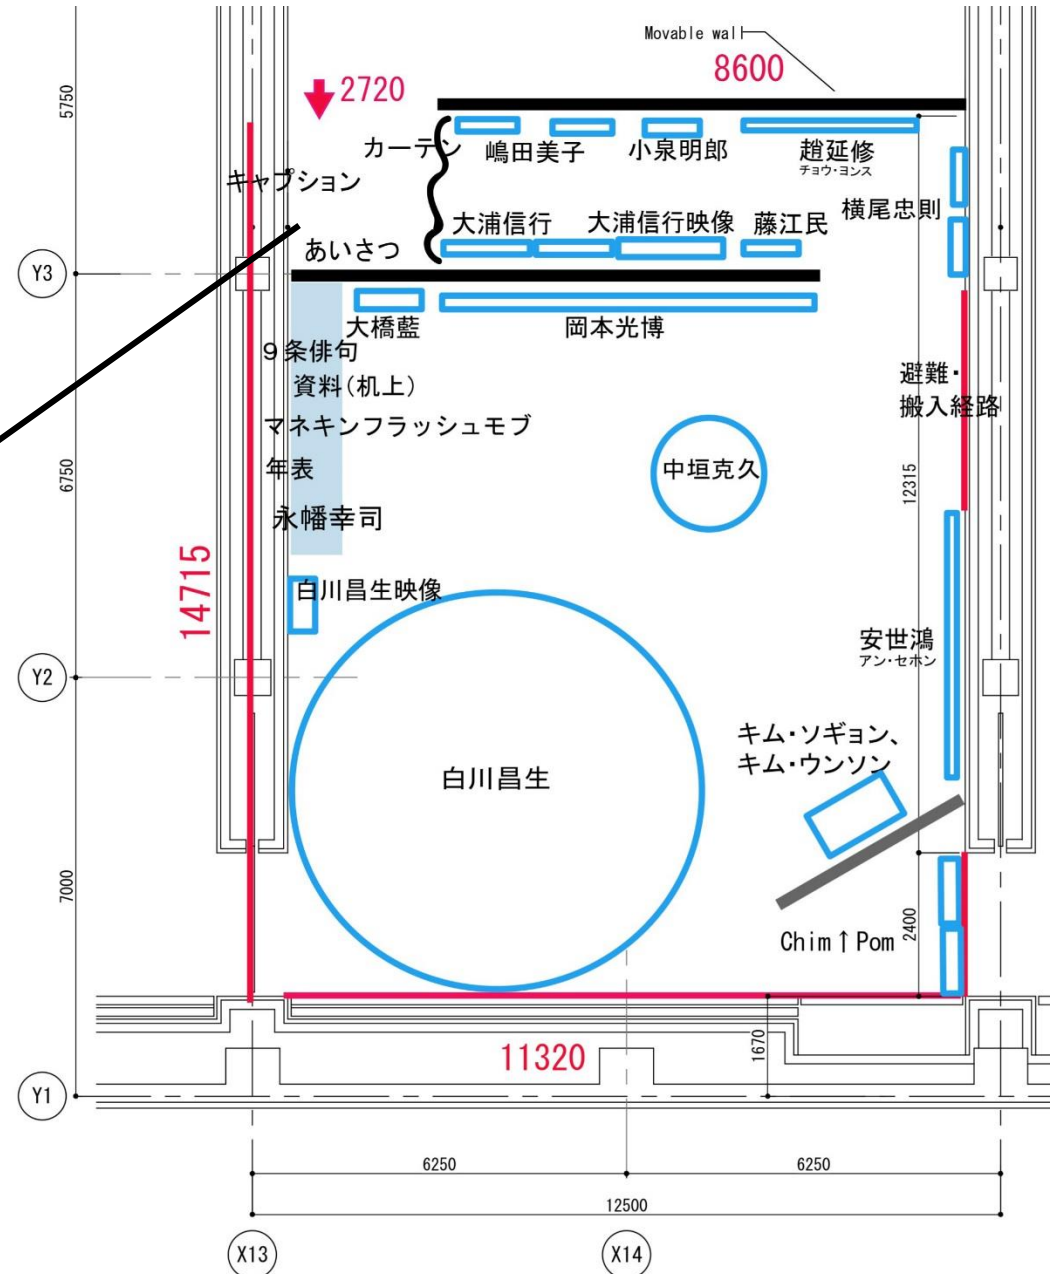 Movable wall
8600
2720
5750
カーテン
嶋田美子
小泉明郎
趙延修
チョウ・ヨンス
キャプション
横尾忠則
大浦信行
大浦信行映像
藤江民
あいさつ
Y3
大橋藍
岡本光博
9条俳句
資料(机上)
避難・
搬入経路
マネキンフラッシュモブ
中垣克久
年表
6750
12315
永幡幸司
14715
白川昌生映像
安世鴻
アン・セホン
Y2
キム・ソギョン、
キム・ウンソン
白川昌生
7000
2400
Chim↑Pom
1670
11320
Y1
6250
6250
12500
X13
X14